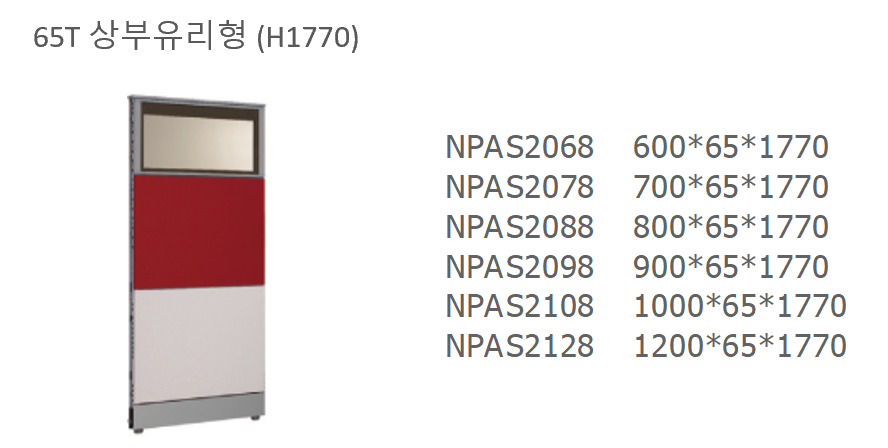 65T 상부유리형 (H1770)
NPAS2068 600*65*1770
NPAS2078 700*65*1770
NPAS2088 800*65*1770
NPAS2098 900*65*1770
NPAS2108 1000*65*1770
NPAS2128 1200*65*1770